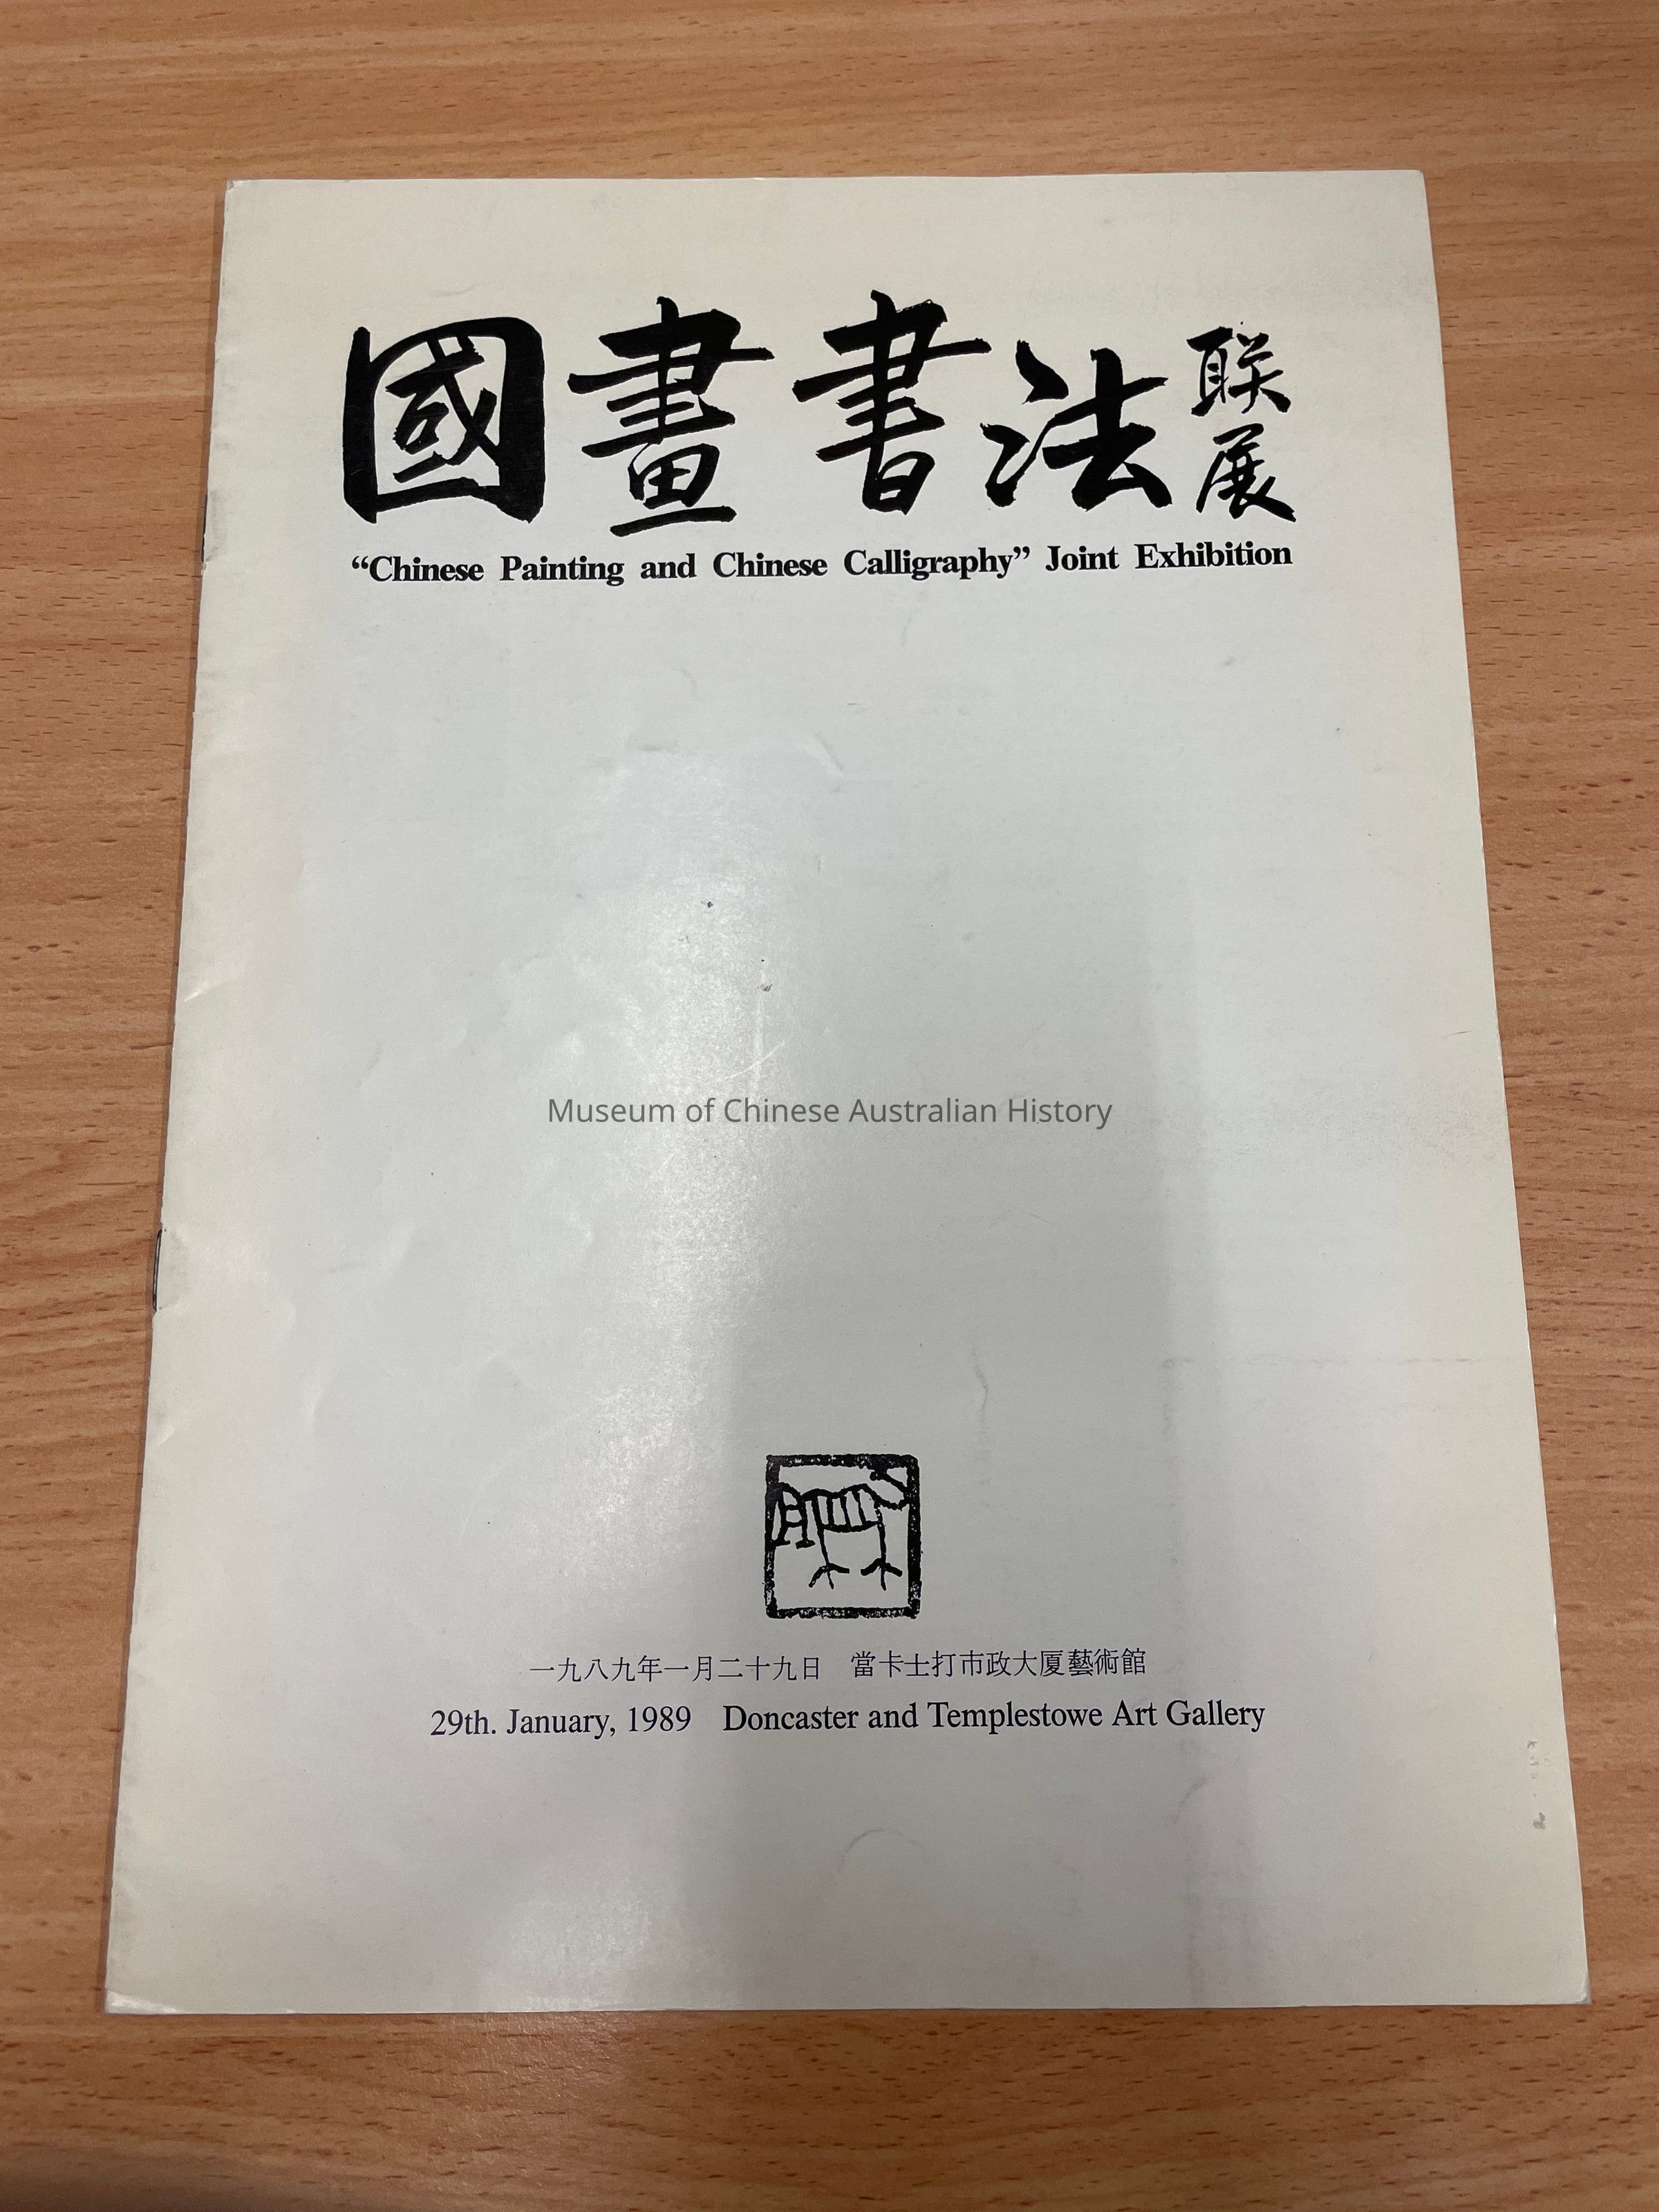 國畫書法联展
“Chinese Painting and Chinese Calligraphy” Joint Exhibition
Museum of Chinese Australian History
一九八九年一月二十九日　當卡士打市政大厦藝術館
29th. January, 1989　Doncaster and Templestowe Art Gallery